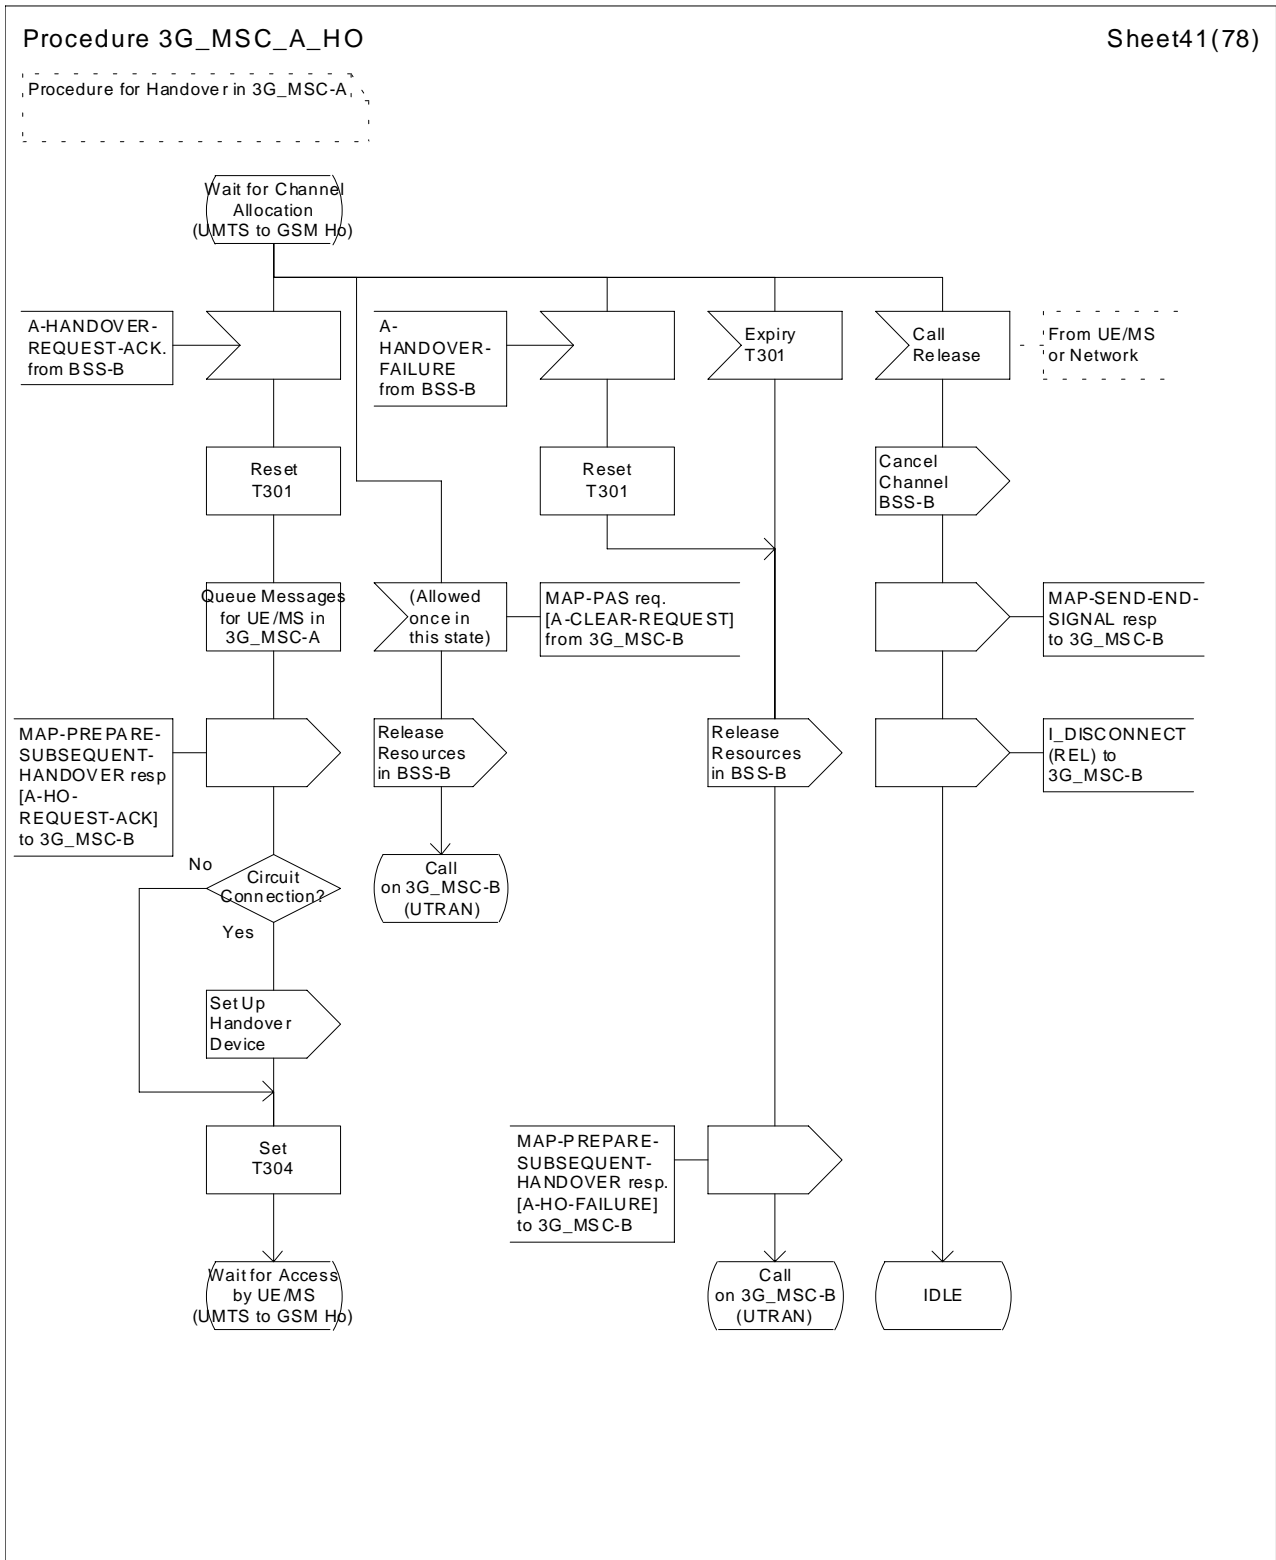 Procedure 3G_MSC_A_HO
Sheet41(78)
Procedure for Handover in 3G_MSC-A
Wait for Channel
Allocation
(UMTS to GSM Ho)
A-HANDOVER-
REQUEST-ACK.
from BSS-B
A-
HANDOVER-
FAILURE
from BSS-B
Expiry
T301
Call
Release
From UE/MS
or Network
Reset
T301
Reset
T301
Cancel
Channel
BSS-B
Queue Messages
for UE/MS in
3G_MSC-A
(Allowed
once in
this state)
MAP-PAS req.
[A-CLEAR-REQUEST]
from 3G_MSC-B
MAP-SEND-END-
SIGNAL resp
to 3G_MSC-B
MAP-PREPARE-
SUBSEQUENT-
HANDOVER resp
[A-HO-
REQUEST-ACK]
to 3G_MSC-B
Release
Resources
in BSS-B
Release
Resources
in BSS-B
I_DISCONNECT
(REL) to
3G_MSC-B
No
Circuit
Connection?
Yes
Call
on 3G_MSC-B
(UTRAN)
Set Up
Handover
Device
Set
T304
MAP-PREPARE-
SUBSEQUENT-
HANDOVER resp.
[A-HO-FAILURE]
to 3G_MSC-B
Wait for Access
by UE/MS
(UMTS to GSM Ho)
Call
on 3G_MSC-B
(UTRAN)
IDLE